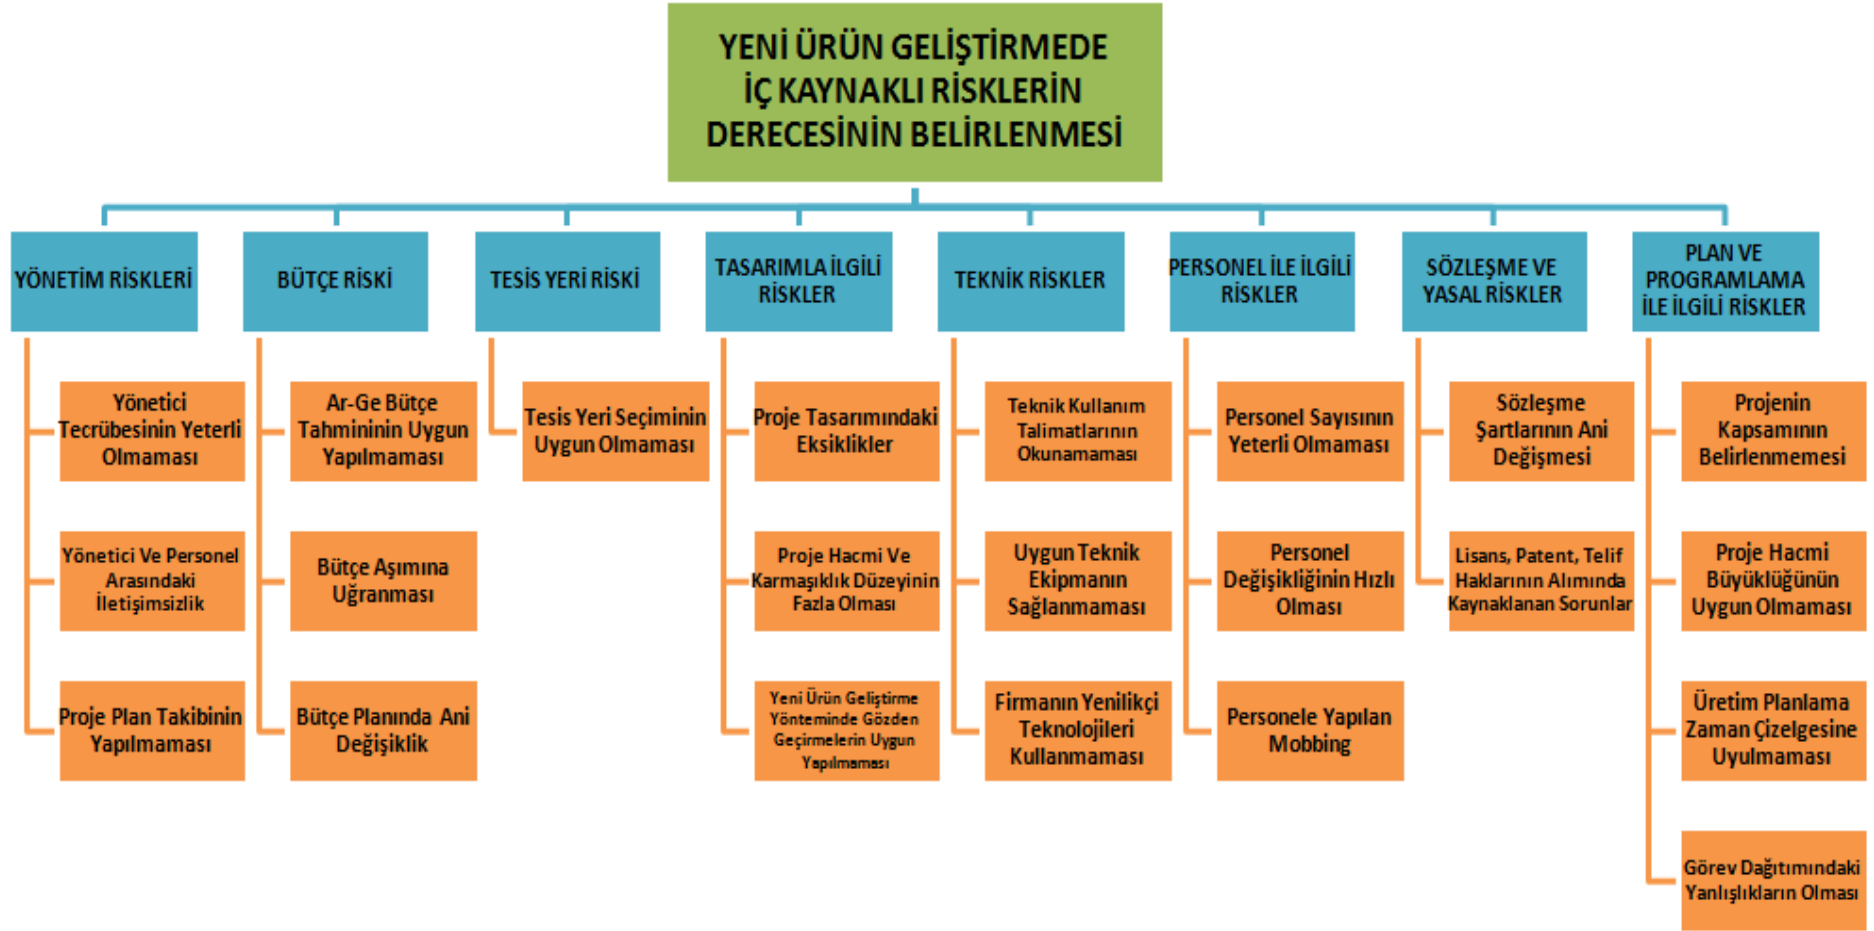 YENİ ÜRÜN GELİŞTİRMEDE
İÇ KAYNAKLI RİSKLERİN
DERECESİNİN BELİRLENMESİ
YÖNETİM RİSKLERİ
Yönetici
Tecrübesinin Yeterli
Olmaması
Yönetici Ve Personel
Arasındaki
İletişimsizlik
Proje Plan Takibinin
Yapılmaması
BÜTÇE RİSKİ
Ar-Ge Bütçe
Tahmininin Uygun
Yapılmaması
Bütçe Aşımına
Uğranması
Bütçe Planında Ani
Değişiklik
TESİS YERİ RİSKİ
Tesis Yeri Seçiminin
Uygun Olmaması
TASARIMLA İLGİLİ
RİSKLER
Proje Tasarımındaki
Eksiklikler
Proje Hacmi Ve
Karmaşıklık Düzeyinin
Fazla Olması
Yeni Ürün Geliştirme
Yönteminde Gözden
Geçirmelerin Uygun
Yapılmaması
TEKNİK RİSKLER
Teknik Kullanım
Talimatlarının
Okunamaması
Uygun Teknik
Ekipmanın
Sağlanmaması
Firmanın Yenilikçi
Teknolojileri
Kullanmaması
PERSONEL İLE İLGİLİ
RİSKLER
Personel Sayısının
Yeterli Olmaması
Personel
Değişikliğinin Hızlı
Olması
Personele Yapılan
Mobbing
SÖZLEŞME VE
YASAL RİSKLER
Sözleşme
Şartlarının Ani
Değişmesi
Lisans, Patent, Telif
Haklarının Alımında
Kaynaklanan Sorunlar
PLAN VE
PROGRAMLAMA
İLE İLGİLİ RİSKLER
Projenin
Kapsamının
Belirlenmemesi
Proje Hacmi
Büyüklüğünün
Uygun Olmaması
Üretim Planlama
Zaman Çizelgesine
Uyulmaması
Görev Dağıtımındaki
Yanlışlıkların Olması